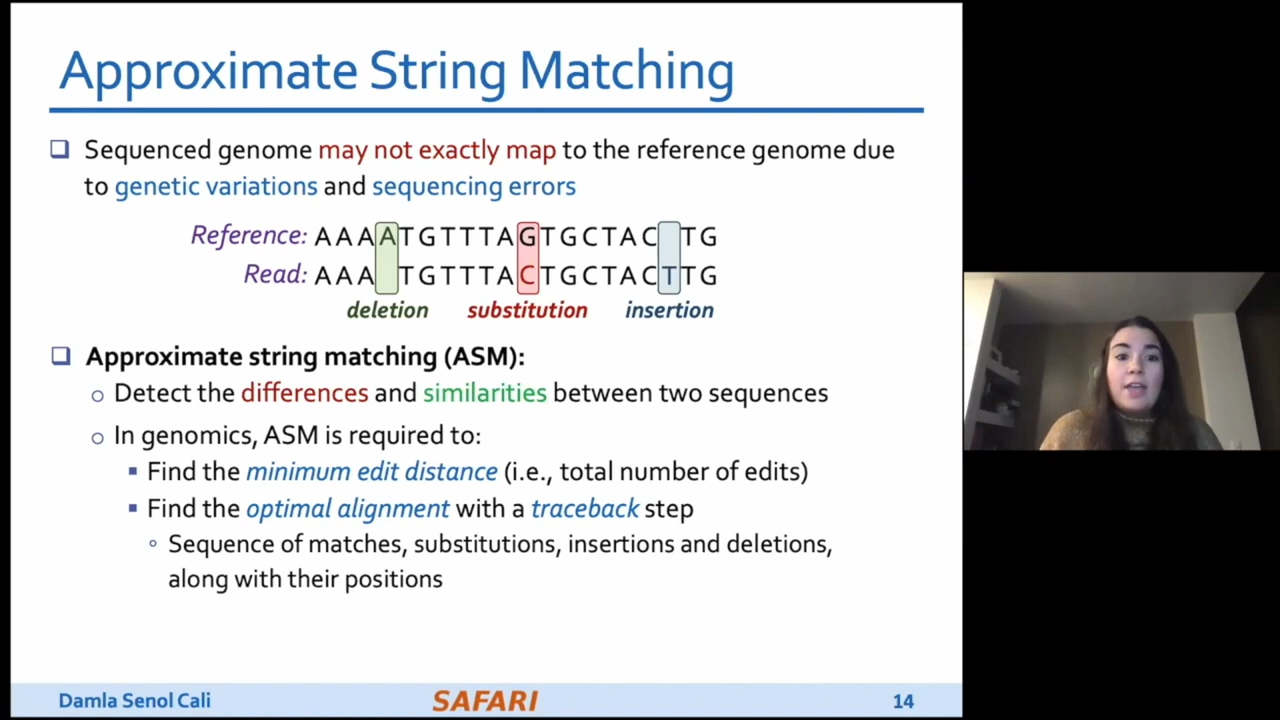 Approximate String Matching
❑ Sequenced genome may not exactly map to the reference genome due
to genetic variations and sequencing errors
Reference: A A A A T G T T T A G T G C T A C T G
Read: A A A T G T T T A C T G C T A C T T G
deletion substitution insertion
❑ Approximate string matching (ASM):
○ Detect the differences and similarities between two sequences
○ In genomics, ASM is required to:
▪ Find the minimum edit distance (i.e., total number of edits)
▪ Find the optimal alignment with a traceback step
○ Sequence of matches, substitutions, insertions and deletions,
along with their positions
Damla Senol Cali SAFARI 14